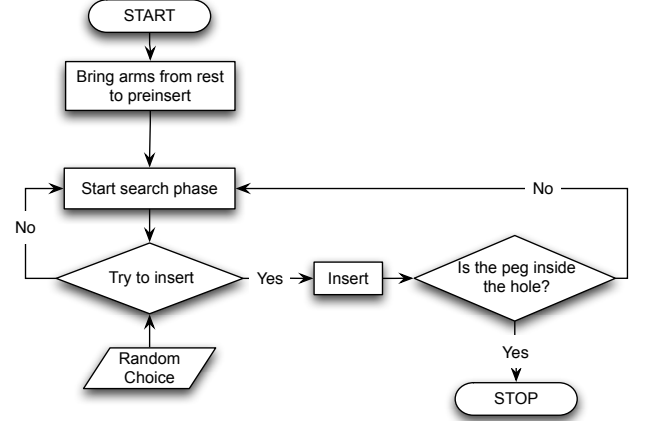 START
Bring arms from rest
to preinsert
Start search phase
No
No
Try to insert
Yes
Insert
Is the peg inside
the hole?
Random
Choice
Yes
STOP